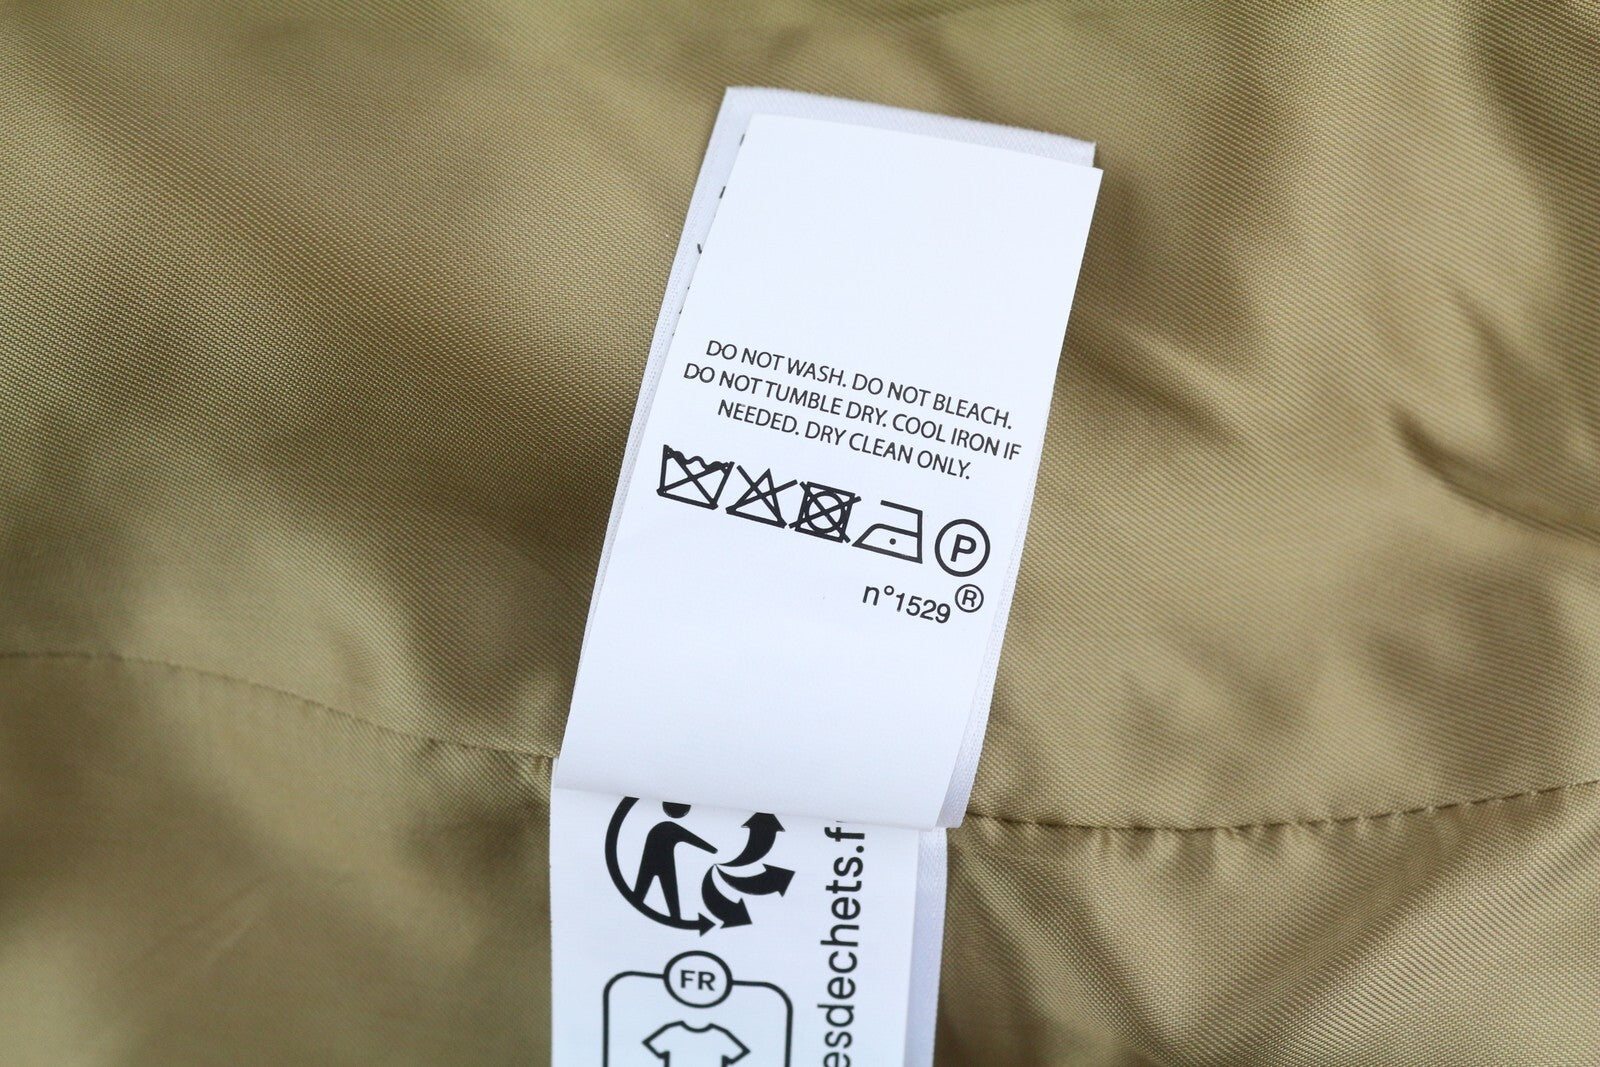 DO NOT WASH. DO NOT BLEACH.
DO NOT TUMBLE DRY. COOL IRON IF
NEEDED. DRY CLEAN ONLY.
P
n°1529®
FR
esdechets.f